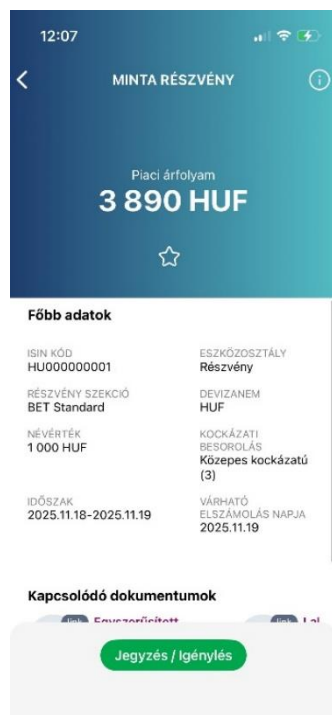 12:07
MINTA RÉSZVÉNY
Piaci árfolyam
3 890 HUF
Főbb adatok
ISIN KÓD
HU000000001
ESZKÖZOSZTÁLY
Részvény
RÉSZVÉNY SZEKCIÓ
BET Standard
DEVIZANEM
HUF
NÉVÉRTÉK
1 000 HUF
KOCKÁZATI
BESOROLÁS
Közepes kockázatú
(3)
IDŐSZAK
2025.11.18-2025.11.19
VÁRHATÓ
ELSZÁMOLÁS NAPJA
2025.11.19
Kapcsolódó dokumentumok
link Egyszerűsített
link
Jegyzés / Igénylés